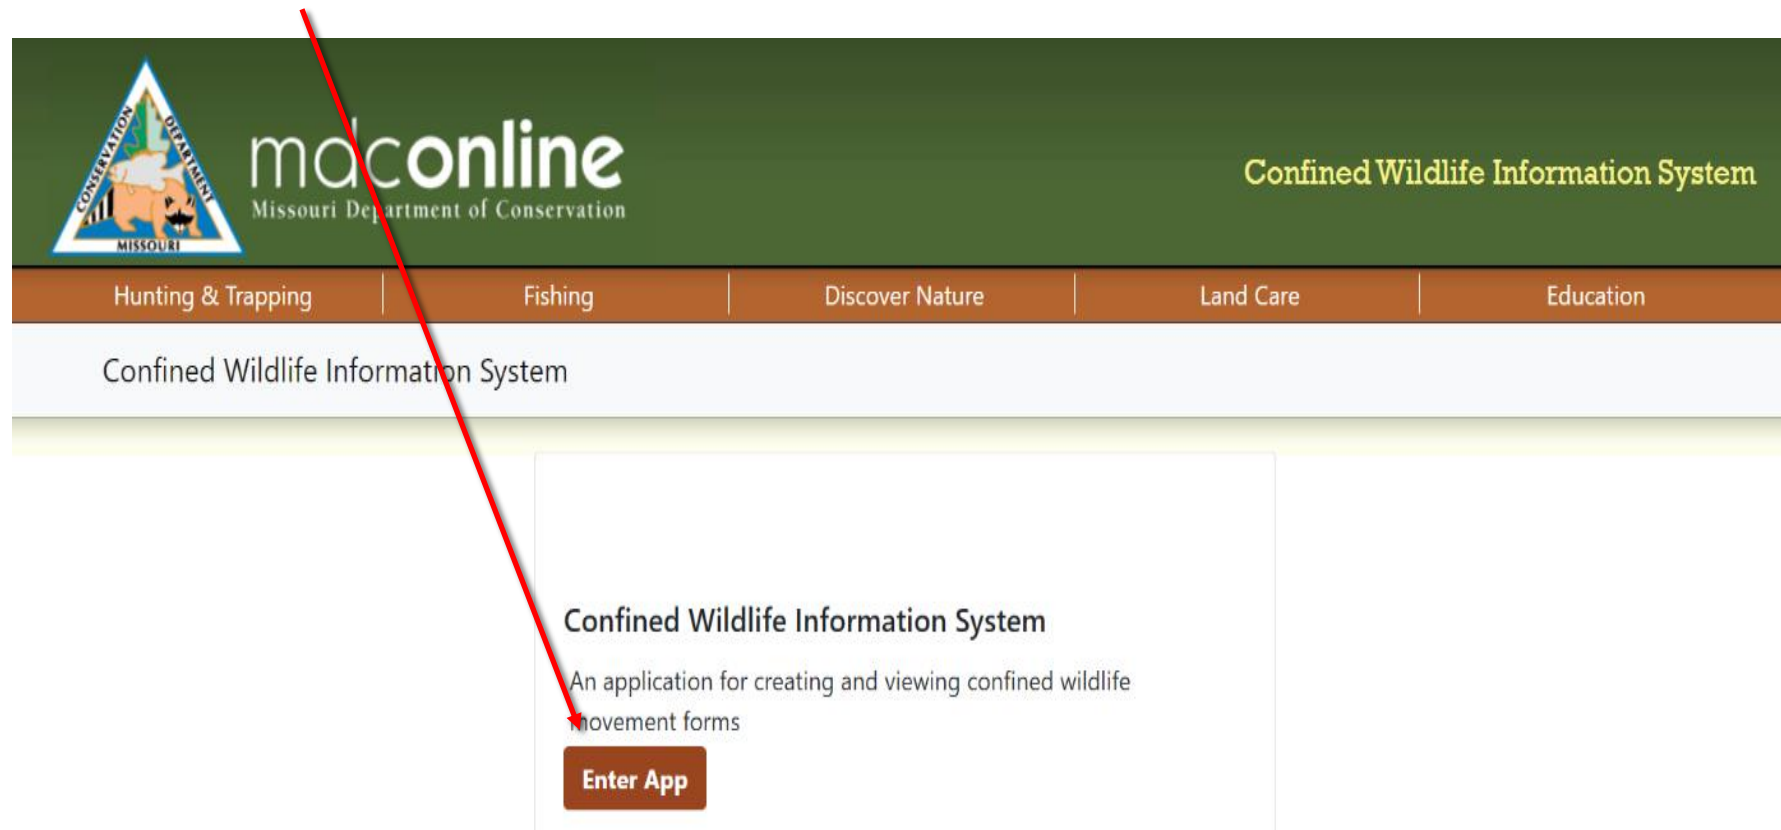 CONSERVATION
DEPARTMENT
MISSOURI
mdconline
Missouri Department of Conservation
Confined Wildlife Information System
Hunting & Trapping
Fishing
Discover Nature
Land Care
Education
Confined Wildlife Information System
Confined Wildlife Information System
An application for creating and viewing confined wildlife
movement forms
Enter App